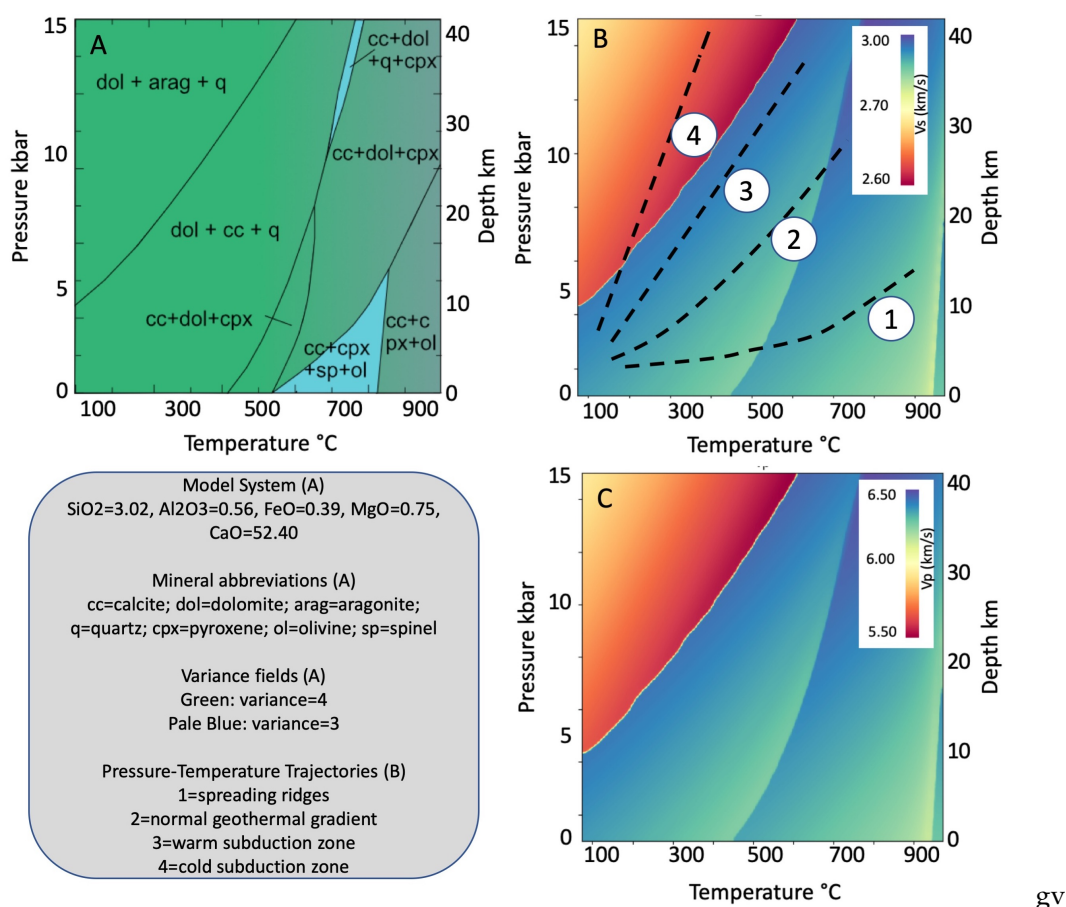 A
15
10
5
0
Pressure kbar
dol + arag + q
dol + cc + q
cc+dol+cpx
cc+dol
+q+cpx
cc+dol+cpx
cc+cpx
+sp+ol
cc+c
px+ol
40
30
20
10
0
Depth km
100 300 500 700 900
Temperature °C
B
15
10
5
0
Pressure kbar
4
3
2
1
3.00
2.70
2.60
Vs (km/s)
40
30
20
10
0
Depth km
100 300 500 700 900
Temperature °C
Model System (A)
SiO2=3.02, Al2O3=0.56, FeO=0.39, MgO=0.75,
CaO=52.40
Mineral abbreviations (A)
cc=calcite; dol=dolomite; arag=aragonite;
q=quartz; cpx=pyroxene; ol=olivine; sp=spinel
Variance fields (A)
Green: variance=4
Pale Blue: variance=3
Pressure-Temperature Trajectories (B)
1=spreading ridges
2=normal geothermal gradient
3=warm subduction zone
4=cold subduction zone
C
15
10
5
0
Pressure kbar
6.50
6.00
5.50
Vp (km/s)
40
30
20
10
0
Depth km
100 300 500 700 900
Temperature °C
gv